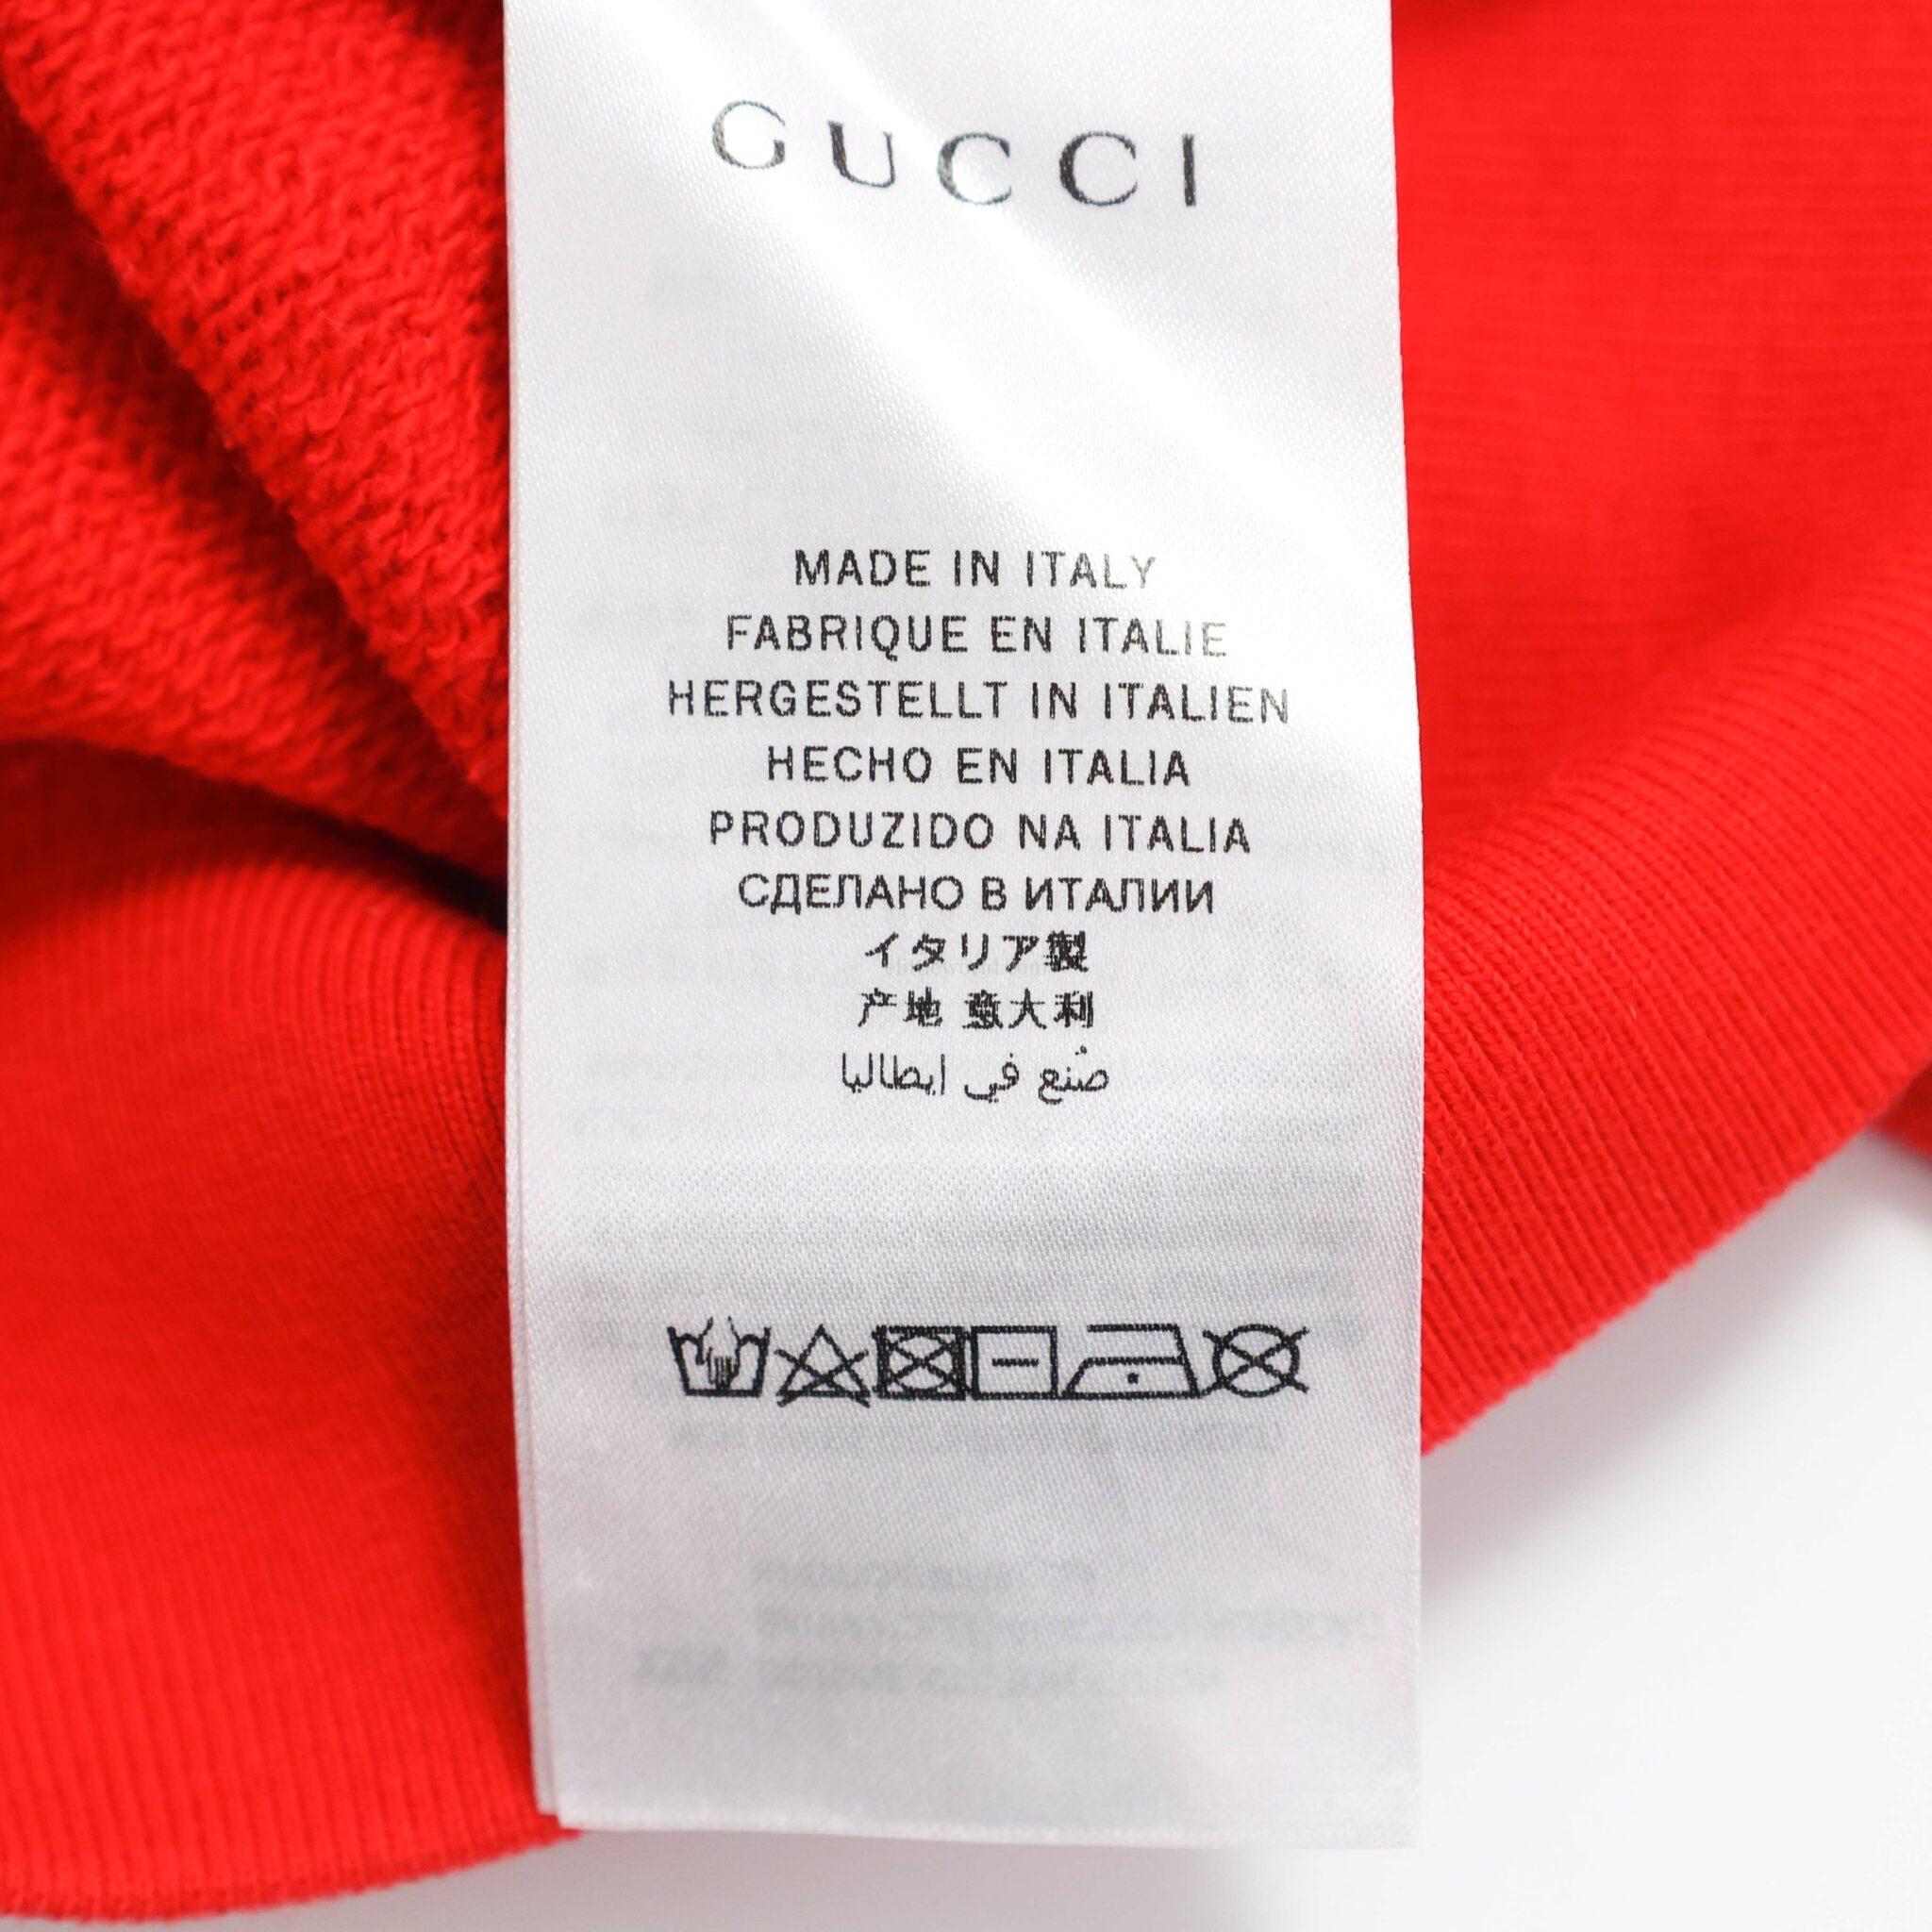 GUCCI
MADE IN ITALY
FABRIQUE EN ITALIE
HERGESTELLT IN ITALIEN
HECHO EN ITALIA
PRODUZIDO NA ITALIA
СДЕЛАНО В ИТАЛИИ
イタリア製
产地 意大利
صُنع في ايطاليا